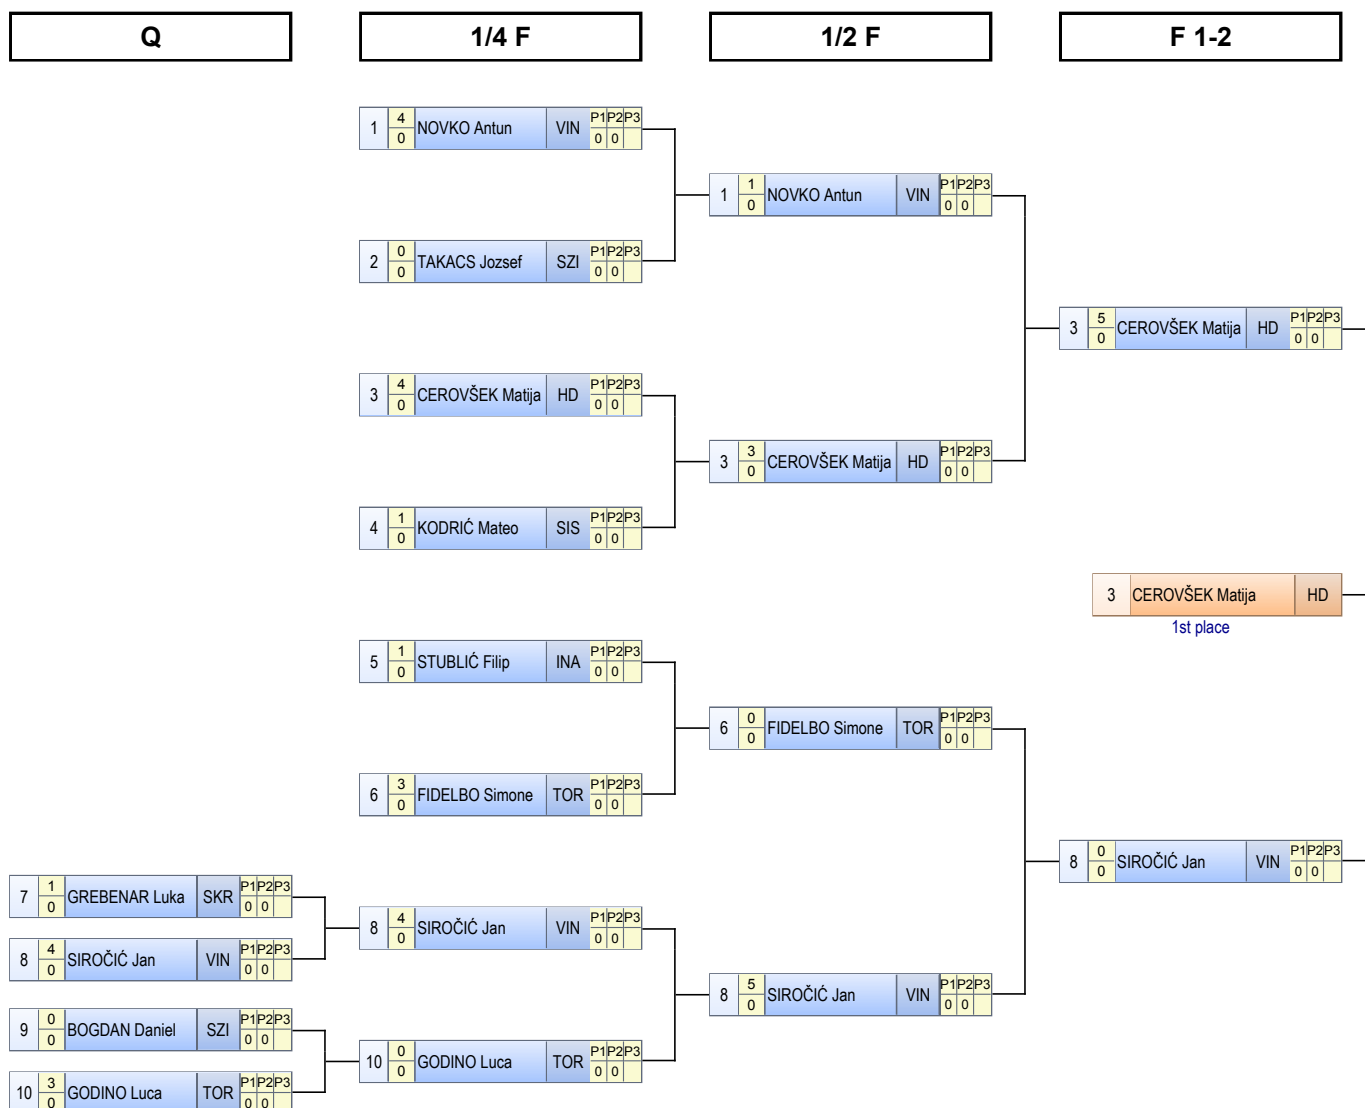 Q 1/4 F 1/2 F F 1-2
1 4 0 NOVKO Antun VIN P1 P2 P3 0 0
1 1 0 NOVKO Antun VIN P1 P2 P3 0 0
2 0 0 TAKACS Jozsef SZI P1 P2 P3 0 0
3 5 0 CEROVŠEK Matija HD P1 P2 P3 0 0
3 4 0 CEROVŠEK Matija HD P1 P2 P3 0 0
3 3 0 CEROVŠEK Matija HD P1 P2 P3 0 0
4 1 0 KODRIĆ Mateo SIS P1 P2 P3 0 0
3 CEROVŠEK Matija HD
1st place
5 1 0 STUBLIĆ Filip INA P1 P2 P3 0 0
6 0 0 FIDELBO Simone TOR P1 P2 P3 0 0
6 3 0 FIDELBO Simone TOR P1 P2 P3 0 0
8 0 0 SIROČIĆ Jan VIN P1 P2 P3 0 0
7 1 0 GREBENAR Luka SKR P1 P2 P3 0 0
8 4 0 SIROČIĆ Jan VIN P1 P2 P3 0 0
8 4 0 SIROČIĆ Jan VIN P1 P2 P3 0 0
8 5 0 SIROČIĆ Jan VIN P1 P2 P3 0 0
9 0 0 BOGDAN Daniel SZI P1 P2 P3 0 0
10 0 0 GODINO Luca TOR P1 P2 P3 0 0
10 3 0 GODINO Luca TOR P1 P2 P3 0 0